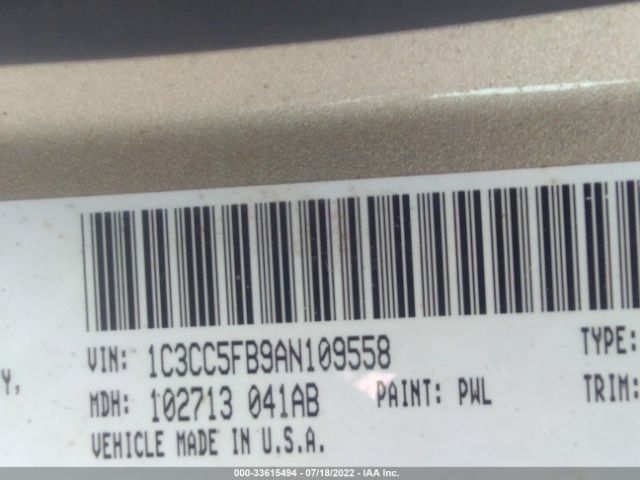 VIN: 1C3CC5FB9AN109558 TYPE:
TY,
MDH: 102713 041AB PAINT: PWL TRIM:
VEHICLE MADE IN U.S.A.
000-33615494 - 07/18/2022 - IAA Inc.